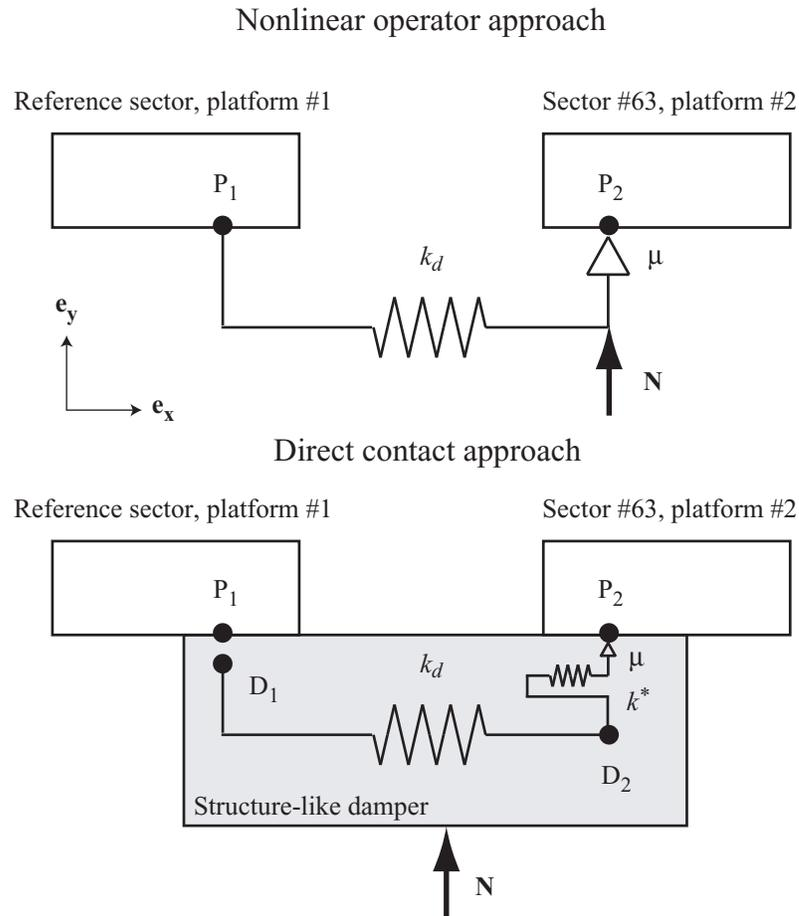 Nonlinear operator approach
Reference sector, platform #1 Sector #63, platform #2
P1 P2
kd μ
ey
N
ex
Direct contact approach
Reference sector, platform #1 Sector #63, platform #2
P1 P2
kd μ
D1 k*
D2
Structure-like damper
N